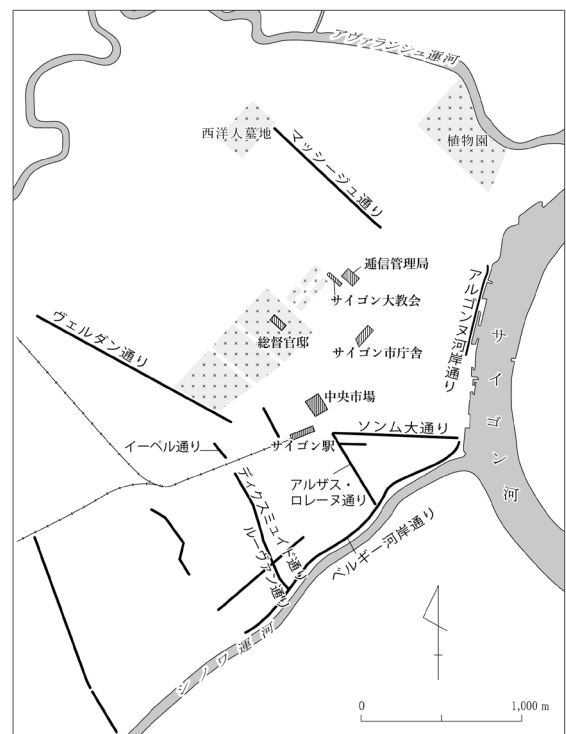 アヴァランシュ運河
西洋人墓地
マッシージュ通り
植物園
逓信管理局
サイゴン大教会
アルゴンヌ河岸通り
ヴェルダン通り
総督官邸
サイゴン市庁舎
サイゴン河
中央市場
ソンム大通り
イーペル通り
サイゴン駅
アルザス・
ロレーヌ通り
ディクスミュイド通り
ルーヴァン通り
ベルギー河岸通り
シノワ運河
0
1,000 m